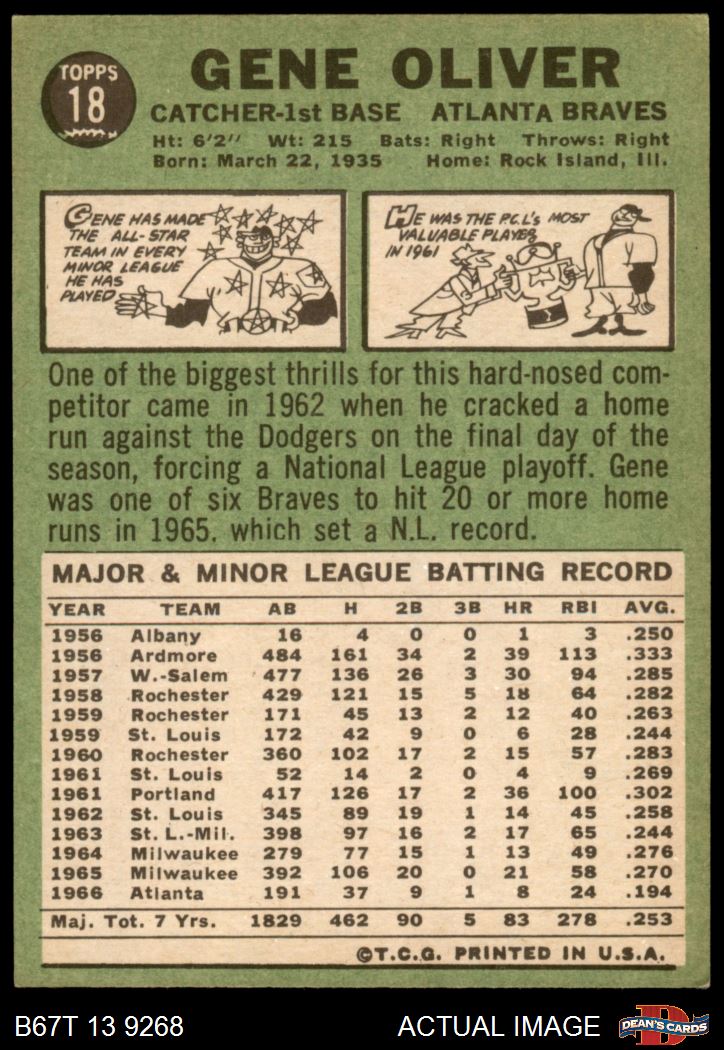 TOPPS
18
GENE OLIVER
CATCHER-1st BASE ATLANTA BRAVES
Ht: 6'2" Wt: 215 Bats: Right Throws: Right
Born: March 22, 1935 Home: Rock Island, Ill.
GENE HAS MADE
THE ALL-STAR
TEAM IN EVERY
MINOR LEAGUE
HE HAS
PLAYED
HE WAS THE P.C.L'S MOST
VALUABLE PLAYER
IN 1961
One of the biggest thrills for this hard-nosed com-
petitor came in 1962 when he cracked a home
run against the Dodgers on the final day of the
season, forcing a National League playoff. Gene
was one of six Braves to hit 20 or more home
runs in 1965. which set a N.L. record.
MAJOR & MINOR LEAGUE BATTING RECORD
YEAR TEAM AB H 2B 3B HR RBI AVG.
1956 Albany 16 4 0 0 1 3 .250
1956 Ardmore 484 161 34 2 39 113 .333
1957 W.-Salem 477 136 26 3 30 94 .285
1958 Rochester 429 121 15 5 18 64 .282
1959 Rochester 171 45 13 2 12 40 .263
1959 St. Louis 172 42 9 0 6 28 .244
1960 Rochester 360 102 17 2 15 57 .283
1961 St. Louis 52 14 2 0 4 9 .269
1961 Portland 417 126 17 2 36 100 .302
1962 St. Louis 345 89 19 1 14 45 .258
1963 St. L.-Mil. 398 97 16 2 17 65 .244
1964 Milwaukee 279 77 15 1 13 49 .276
1965 Milwaukee 392 106 20 0 21 58 .270
1966 Atlanta 191 37 9 1 8 24 .194
Maj. Tot. 7 Yrs. 1829 462 90 5 83 278 .253
©T.C.G. PRINTED IN U.S.A.
B67T 13 9268 ACTUAL IMAGE
D
DEAN'S CARDS